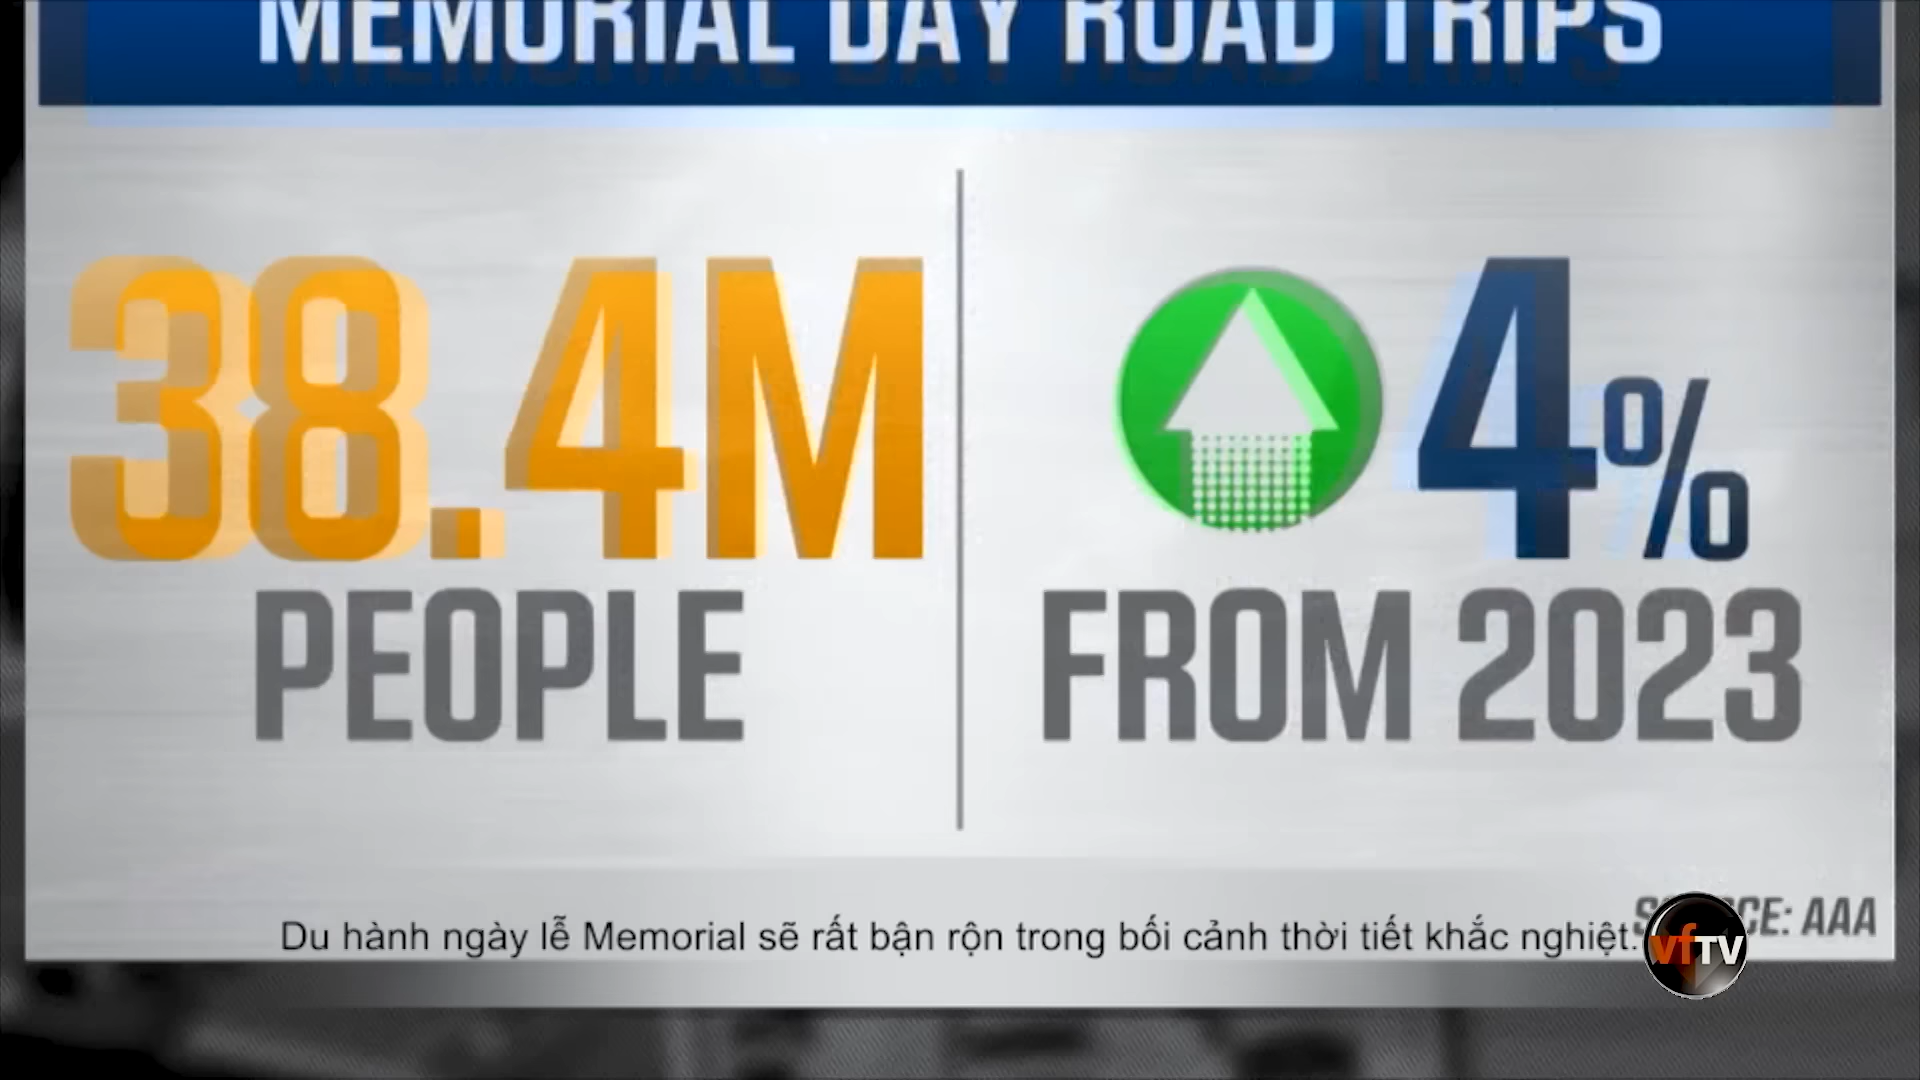 MEMORIAL DAY ROAD TRIPS
38.4M
PEOPLE
4%
FROM 2023
SOURCE: AAA
Du hành ngày lễ Memorial sẽ rất bận rộn trong bối cảnh thời tiết khắc nghiệt.
vfTV